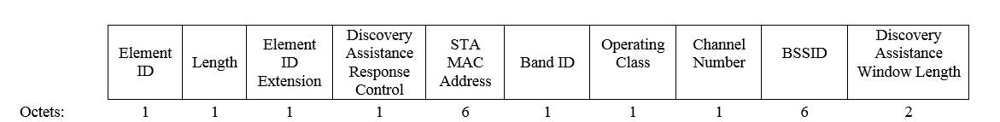 Element
ID
Length
Element
ID
Extension
Discovery
Assistance
Response
Control
STA
MAC
Address
Band ID
Operating
Class
Channel
Number
BSSID
Discovery
Assistance
Window Length
Octets: 1 1 1 1 6 1 1 1 6 2